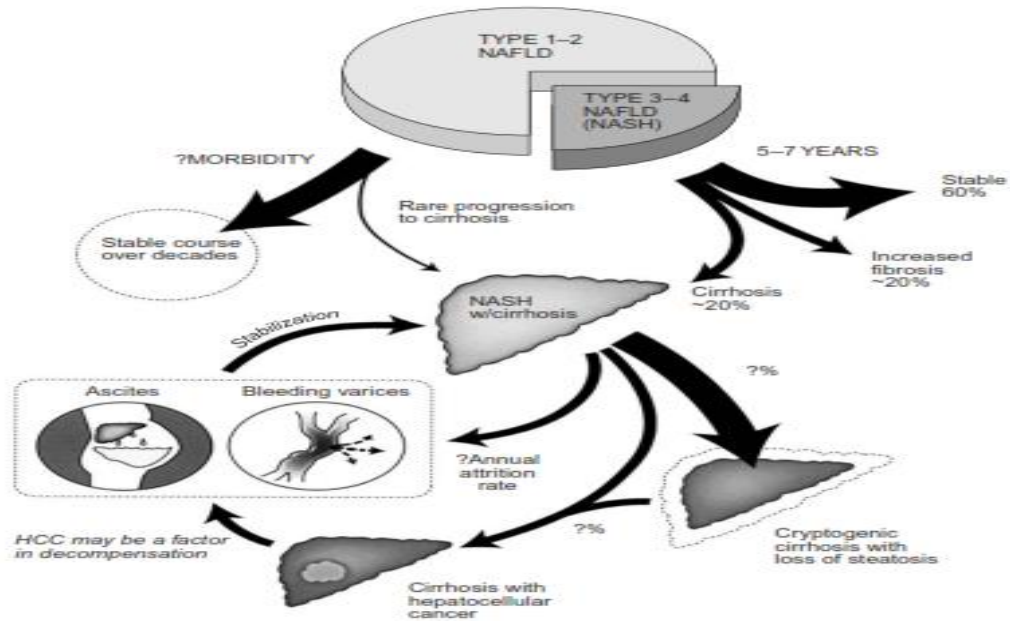 TYPE 1–2
NAFLD
TYPE 3–4
NAFLD
(NASH)
?MORBIDITY
5–7 YEARS
Stable
60%
Rare progression
to cirrhosis
Stable course
over decades
Increased
fibrosis
~20%
Cirrhosis
~20%
NASH
w/cirrhosis
Stabilization
?%
Ascites
Bleeding varices
?Annual
attrition
rate
?%
HCC may be a factor
in decompensation
Cryptogenic
cirrhosis with
loss of steatosis
Cirrhosis with
hepatocellular
cancer